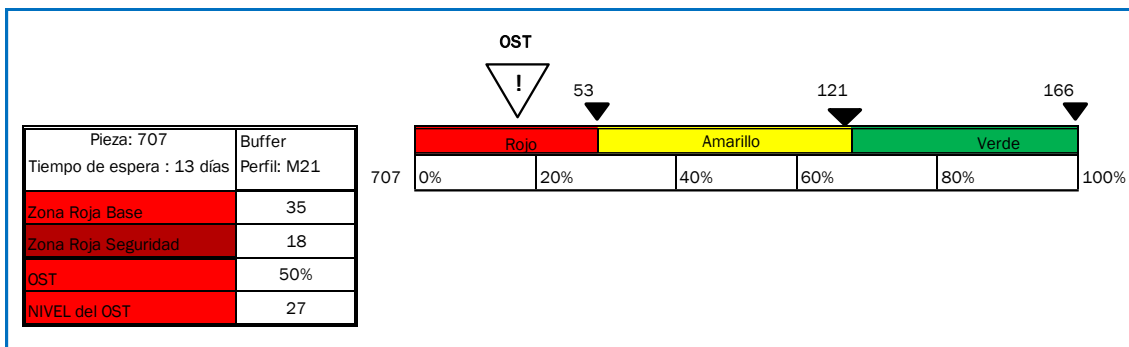 OST
!
53
121
166
Pieza: 707
Tiempo de espera : 13 días
Buffer
Perfil: M21
Rojo
Amarillo
Verde
707
0%
20%
40%
60%
80%
100%
Zona Roja Base
35
Zona Roja Seguridad
18
OST
50%
NIVEL del OST
27